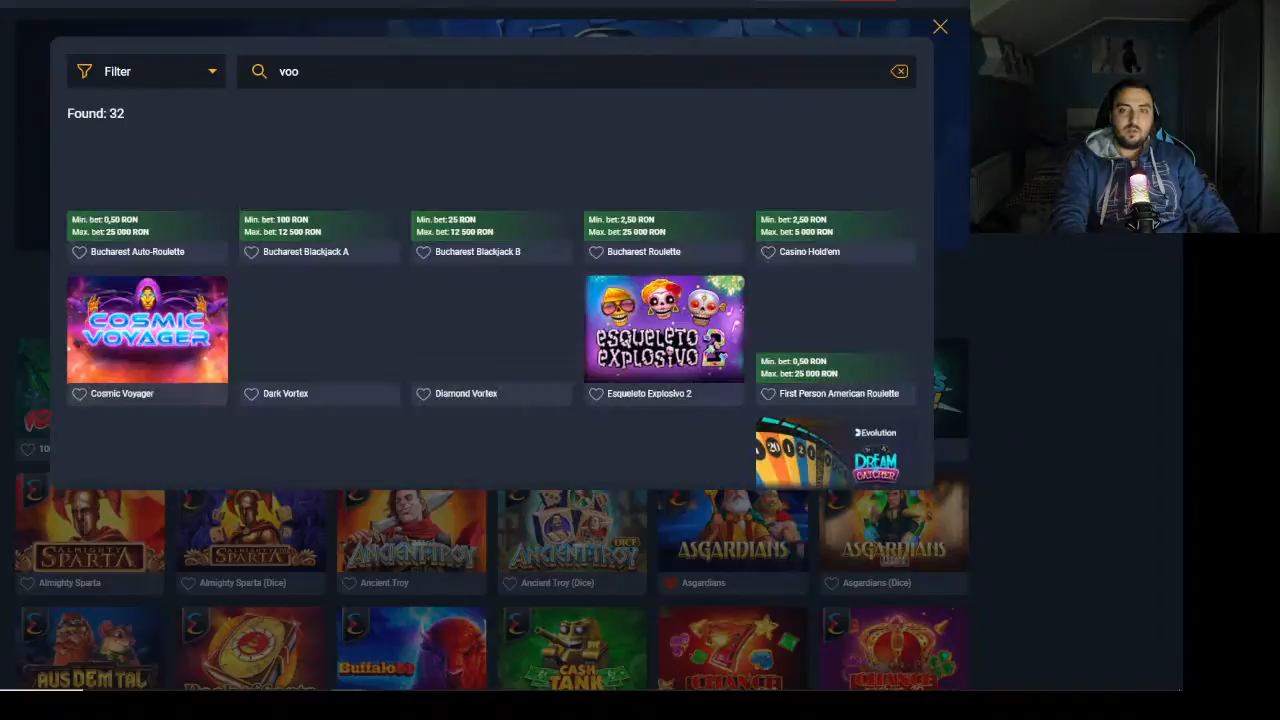 Filter
voo
Found: 32
Min. bet: 0,50 RON
Max. bet: 25 000 RON
Bucharest Auto-Roulette
Min. bet: 100 RON
Max. bet: 12 500 RON
Bucharest Blackjack A
Min. bet: 25 RON
Max. bet: 12 500 RON
Bucharest Blackjack B
Min. bet: 2,50 RON
Max. bet: 25 000 RON
Bucharest Roulette
Min. bet: 2,50 RON
Max. bet: 5 000 RON
Casino Hold'em
COSMIC
VOYAGER
Cosmic Voyager
Dark Vortex
Diamond Vortex
esqueleto
explosivo 2
Esqueleto Explosivo 2
Min. bet: 0,50 RON
Max. bet: 25 000 RON
First Person American Roulette
Evolution
DREAM
CATCHER
10
ALMIGHTY
SPARTA
Almighty Sparta
ALMIGHTY
SPARTA
Almighty Sparta (Dice)
ANCIENT TROY
Ancient Troy
ANCIENT TROY
DICE
Ancient Troy (Dice)
ASGARDIANS
Asgardians
ASGARDIANS
Asgardians (Dice)
AUS DEM TAL
Buffalo
CASH
TANK
CHANCE
CHANCE